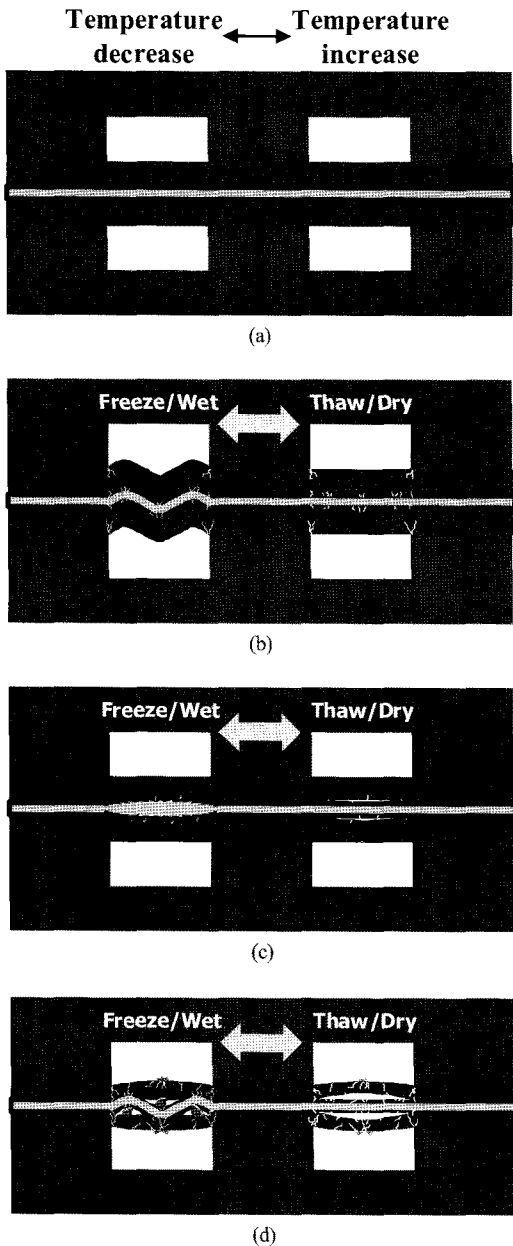 Temperature decrease
Temperature increase
(a)
Freeze/Wet
Thaw/Dry
(b)
Freeze/Wet
Thaw/Dry
(c)
Freeze/Wet
Thaw/Dry
(d)